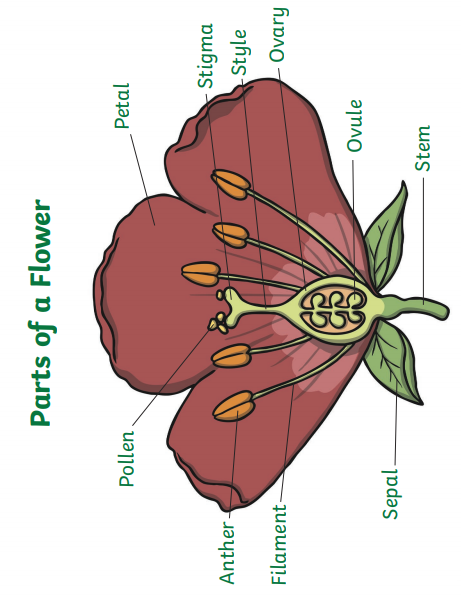 Parts of a Flower
Pollen
Petal
Anther
Stigma
Style
Filament
Ovary
Ovule
Sepal
Stem